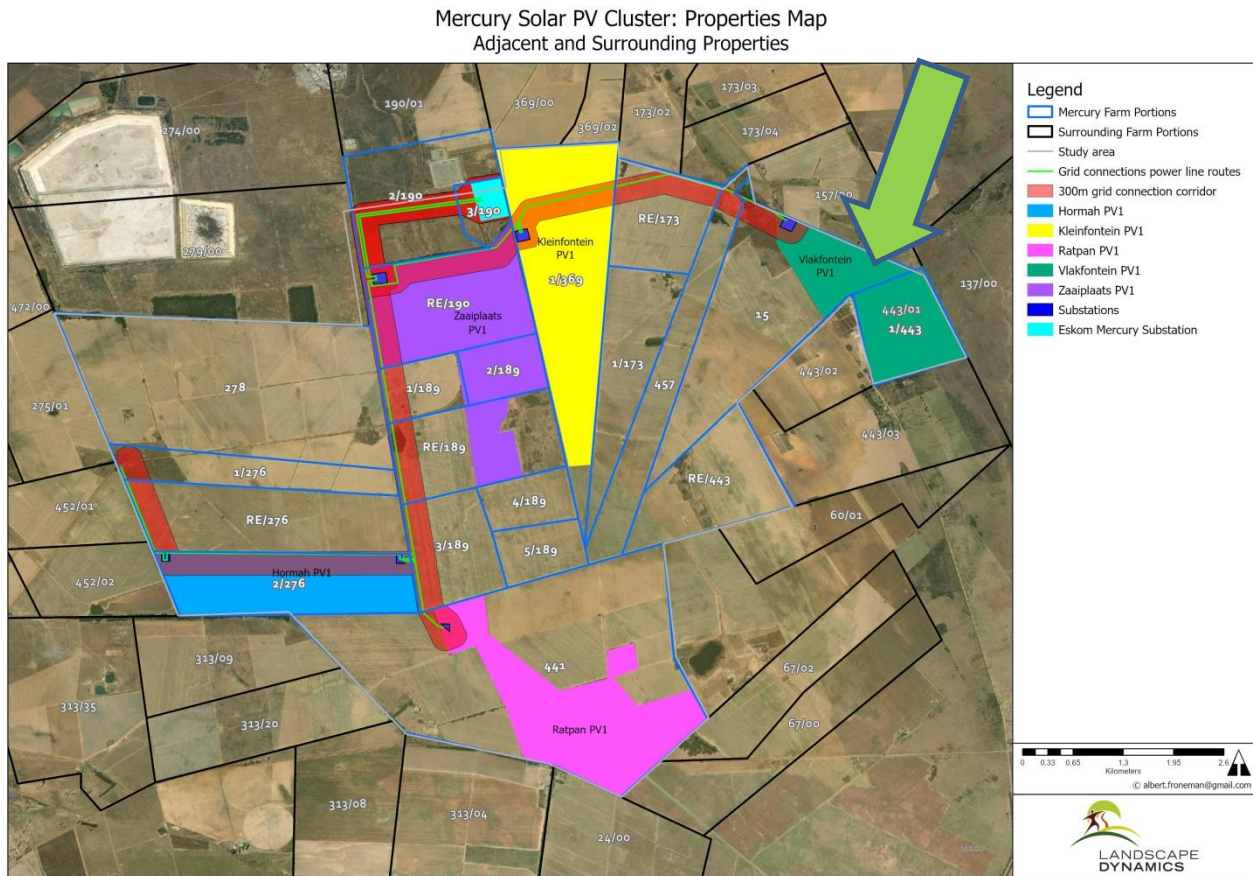 Mercury Solar PV Cluster: Properties Map
Adjacent and Surrounding Properties
Legend
Mercury Farm Portions
Surrounding Farm Portions
Study area
Grid connections power line routes
300m grid connection corridor
Hormah PV1
Kleinfontein PV1
Ratpan PV1
Vlakfontein PV1
Zaaiplaats PV1
Substations
Eskom Mercury Substation
190/01
369/00
369/02
173/02
173/03
173/04
274/00
157/00
2/190
3/190
279/00
RE/173
Kleinfontein
PV1
1/369
Vlakfontein
PV1
137/00
472/00
RE/190
Zaaiplaats
PV1
443/01
1/443
15
278
1/189
2/189
1/173
457
443/02
275/01
RE/189
443/03
1/276
RE/443
452/01
RE/276
4/189
60/01
3/189
5/189
452/02
Hormah PV1
2/276
313/09
441
67/02
313/35
313/20
67/00
Ratpan PV1
313/08
313/04
24/00
0 0.33 0.65 1.3 1.95 2.6
Kilometers
© albert.froneman@gmail.com
LANDSCAPE
DYNAMICS